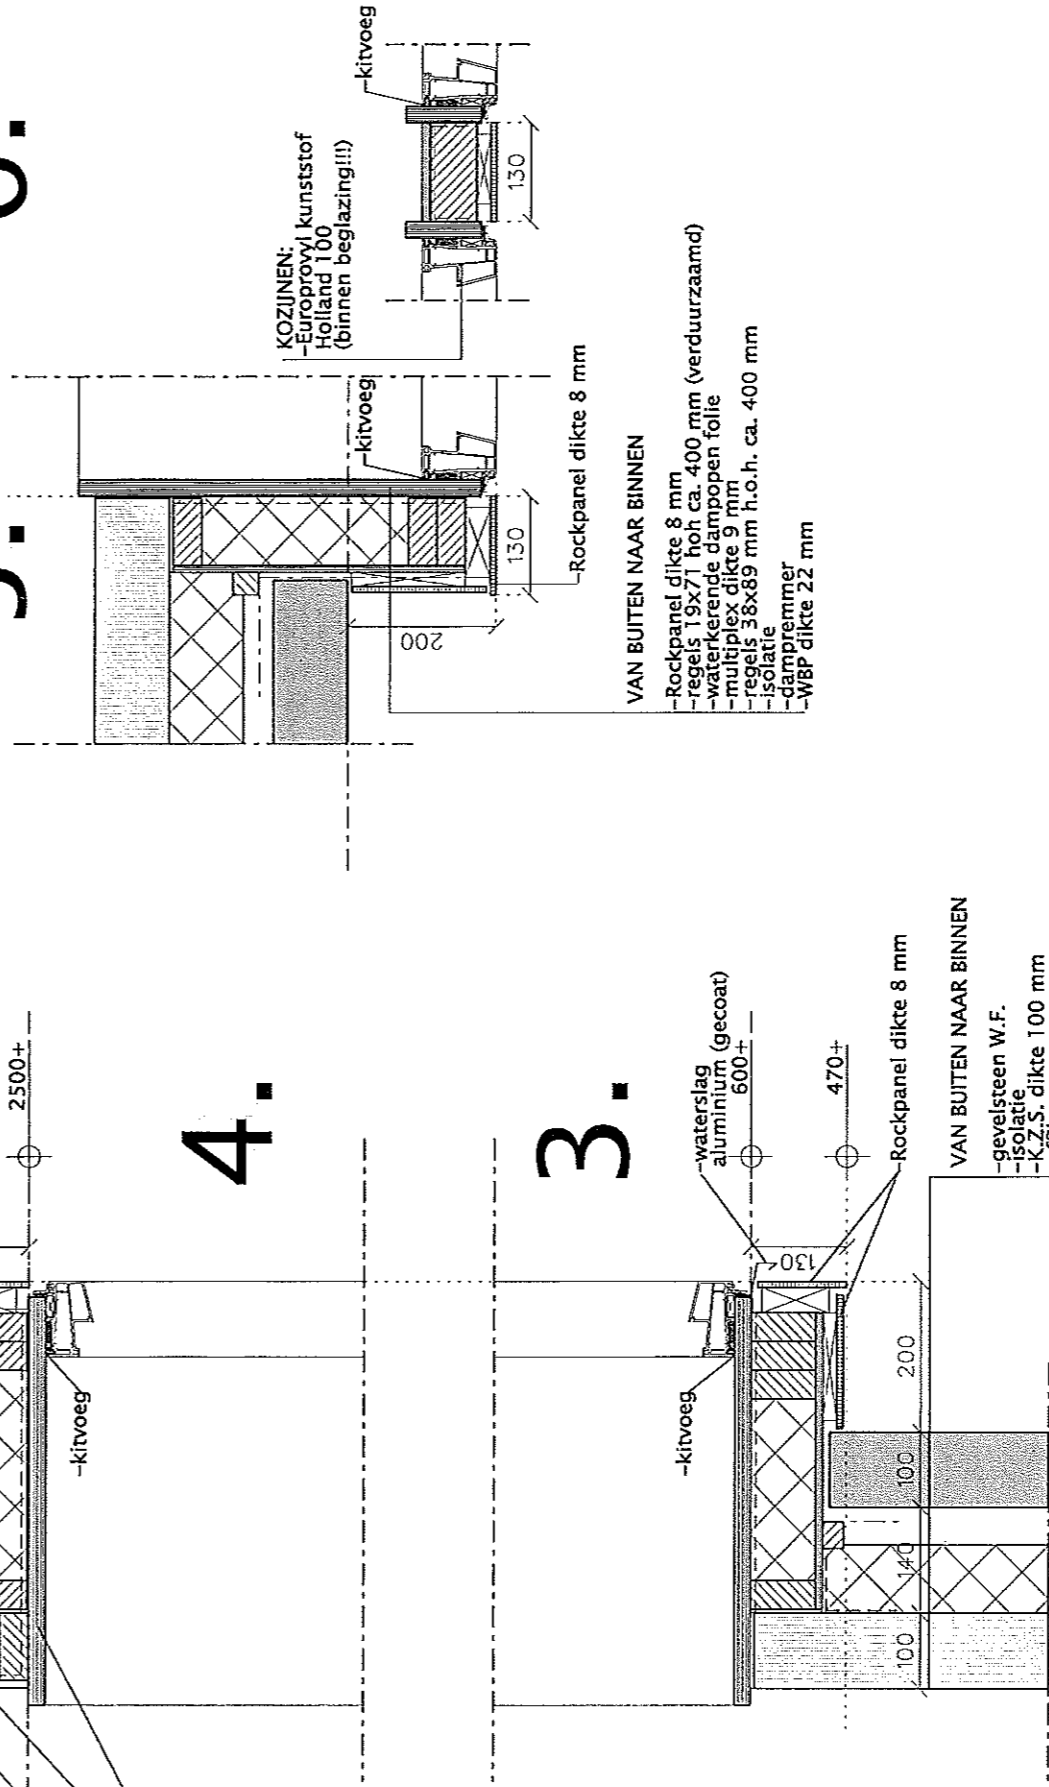 -kitvoeg
KOZIJNEN:
-Europrovyl kunststof
Holland 100
(binnen beglazing!!!)
130
-kitvoeg
130
200
-Rockpanel dikte 8 mm
VAN BUITEN NAAR BINNEN
-Rockpanel dikte 8 mm
-regels 19x71 hoh ca. 400 mm (verduurzaamd)
-waterkerende dampopen folie
-multiplex dikte 9 mm
-regels 38x89 mm h.o.h. ca. 400 mm
-isolatie
-dampremmer
-WBP dikte 22 mm
2500+
4.
-kitvoeg
3.
-waterslag
aluminium (gecoat)
600+
130
470+
-kitvoeg
-Rockpanel dikte 8 mm
200
100
140
100
VAN BUITEN NAAR BINNEN
-gevelsteen W.F.
-isolatie
-K.Z.S. dikte 100 mm